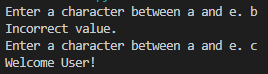 Enter a character between a and e. b
Incorrect value.
Enter a character between a and e. c
Welcome User!